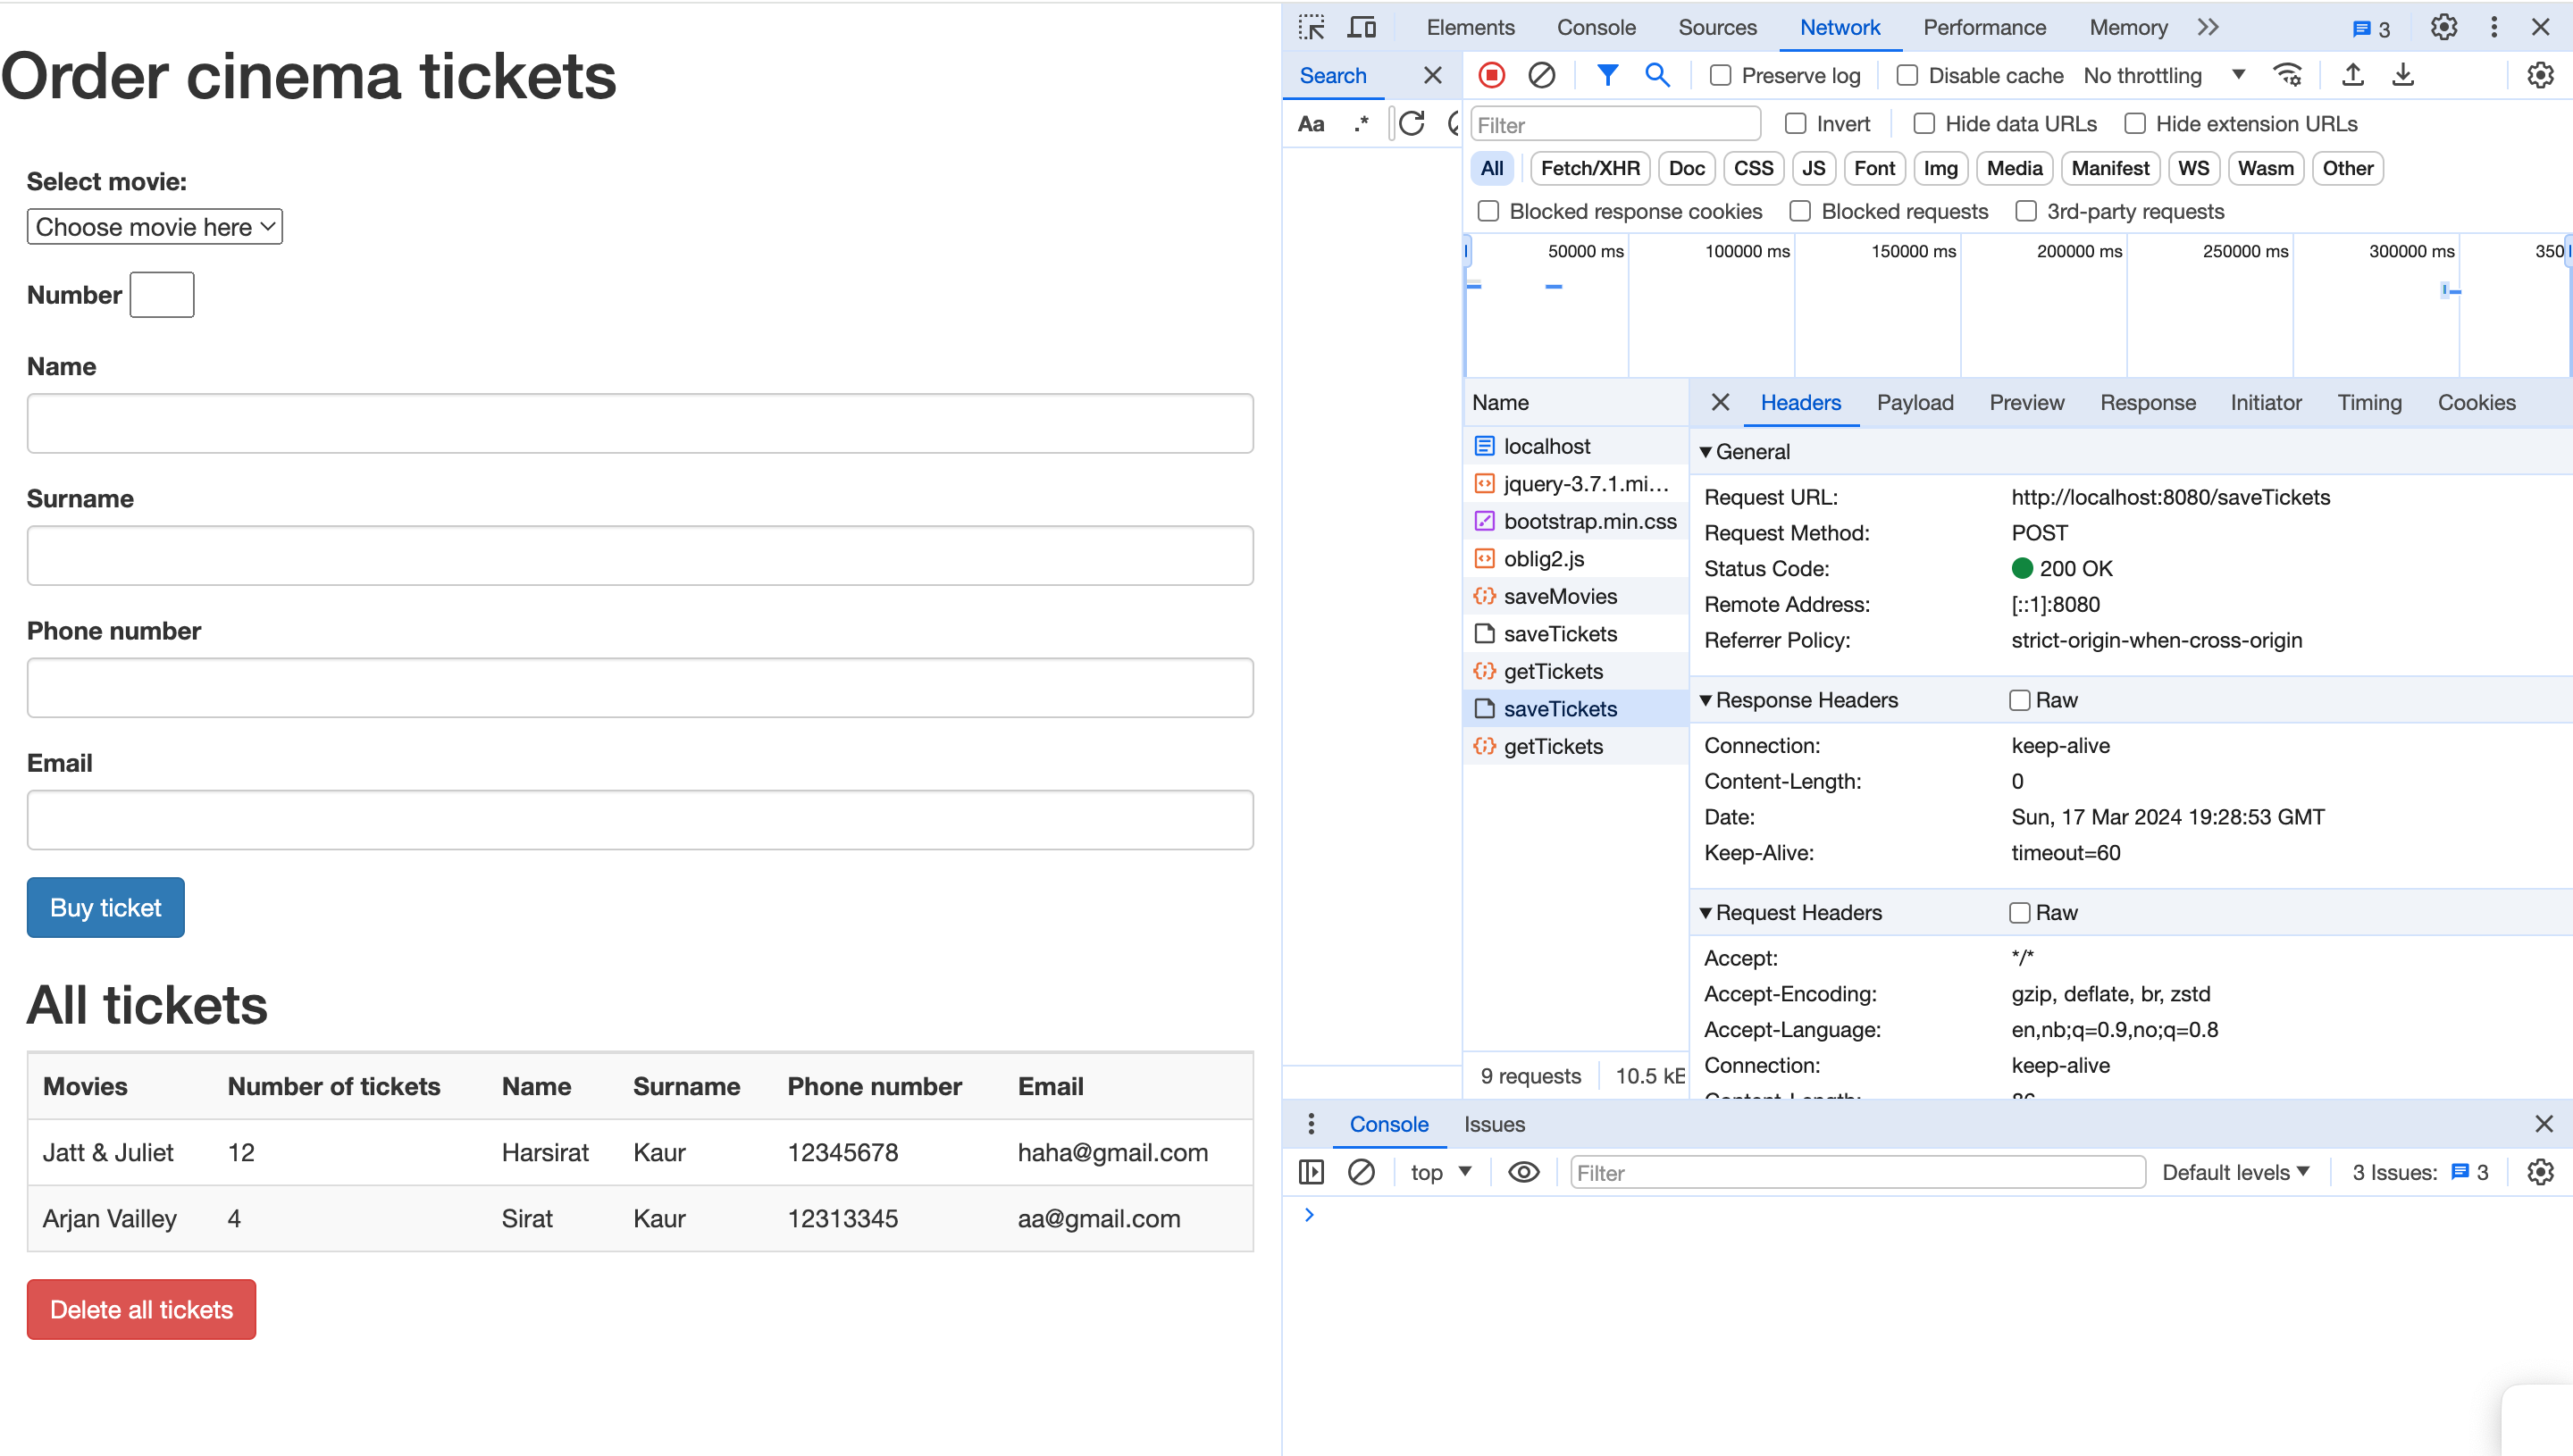 Order cinema tickets
Select movie:
Choose movie here
Number
Name
Surname
Phone number
Email
Buy ticket
All tickets
Movies Number of tickets Name Surname Phone number Email
Jatt & Juliet 12 Harsirat Kaur 12345678 haha@gmail.com
Arjan Vailley 4 Sirat Kaur 12313345 aa@gmail.com
Delete all tickets
Elements Console Sources Network Performance Memory 3
Search
Aa .*
Preserve log Disable cache No throttling
Filter Invert Hide data URLs Hide extension URLs
All Fetch/XHR Doc CSS JS Font Img Media Manifest WS Wasm Other
Blocked response cookies Blocked requests 3rd-party requests
50000 ms 100000 ms 150000 ms 200000 ms 250000 ms 300000 ms 350
Name
localhost
jquery-3.7.1.mi...
bootstrap.min.css
oblig2.js
saveMovies
saveTickets
getTickets
saveTickets
getTickets
9 requests 10.5 kB
Headers Payload Preview Response Initiator Timing Cookies
General
Request URL: http://localhost:8080/saveTickets
Request Method: POST
Status Code: 200 OK
Remote Address: [::1]:8080
Referrer Policy: strict-origin-when-cross-origin
Response Headers Raw
Connection: keep-alive
Content-Length: 0
Date: Sun, 17 Mar 2024 19:28:53 GMT
Keep-Alive: timeout=60
Request Headers Raw
Accept: */*
Accept-Encoding: gzip, deflate, br, zstd
Accept-Language: en,nb;q=0.9,no;q=0.8
Connection: keep-alive
Content-Length: 86
Console Issues
top Filter Default levels 3 Issues: 3